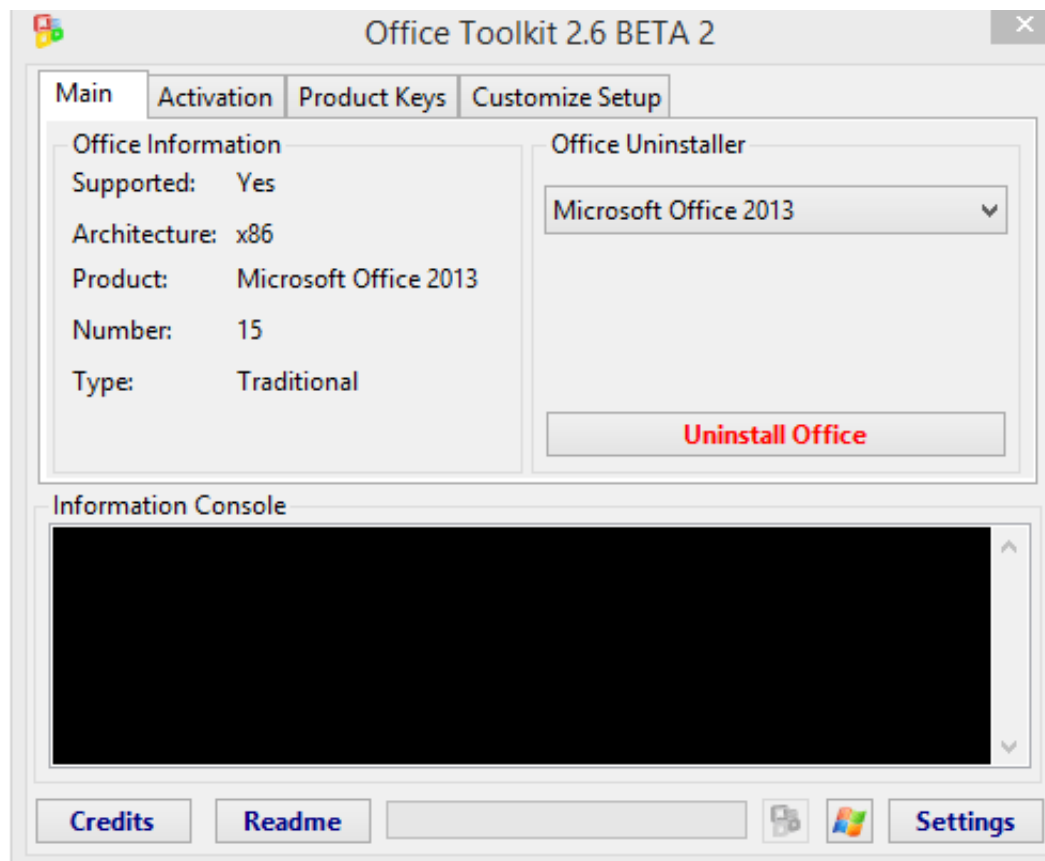 Office Toolkit 2.6 BETA 2
Main Activation Product Keys Customize Setup
Office Information
Supported: Yes
Architecture: x86
Product: Microsoft Office 2013
Number: 15
Type: Traditional
Office Uninstaller
Microsoft Office 2013
Uninstall Office
Information Console
Credits Readme Settings